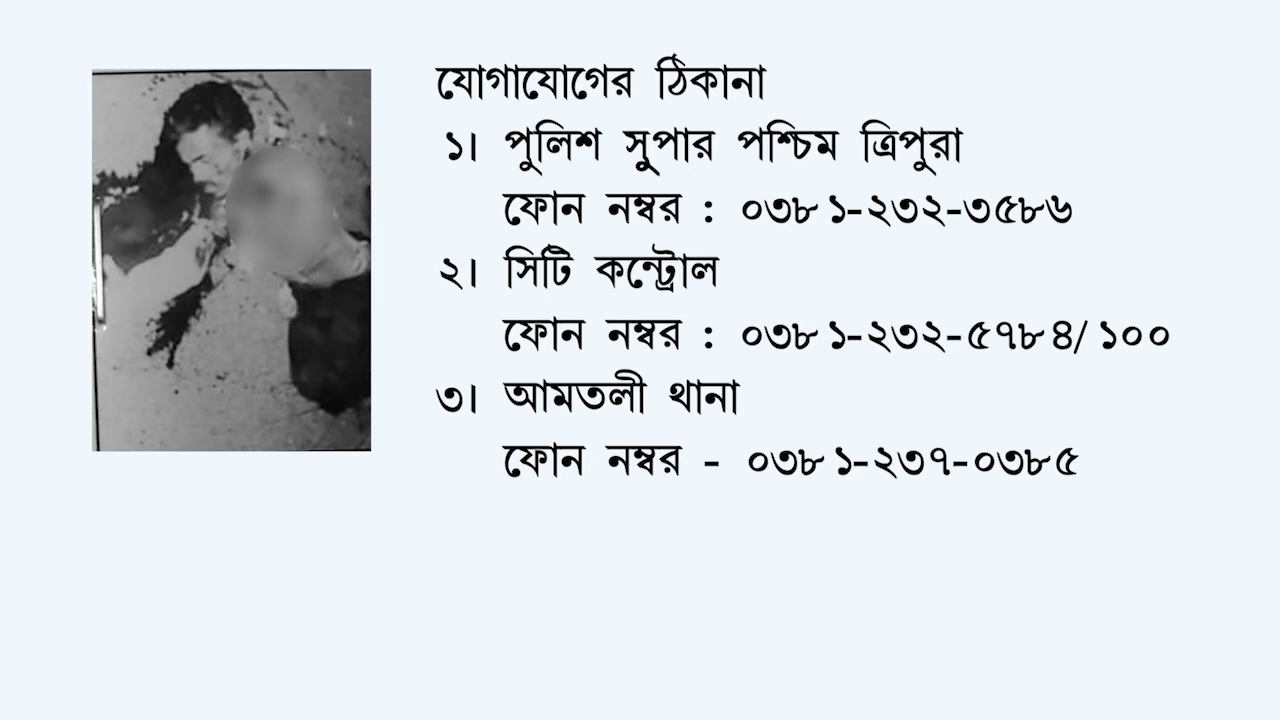 যোগাযোগের ঠিকানা
১। পুলিশ সুপার পশ্চিম ত্রিপুরা
ফোন নম্বর : ০৩৮১-২৩২-৩৫৮৬
২। সিটি কন্ট্রোল
ফোন নম্বর : ০৩৮১-২৩২-৫৭৮৪/১০০
৩। আমতলী থানা
ফোন নম্বর - ০৩৮১-২৩৭-০৩৮৫